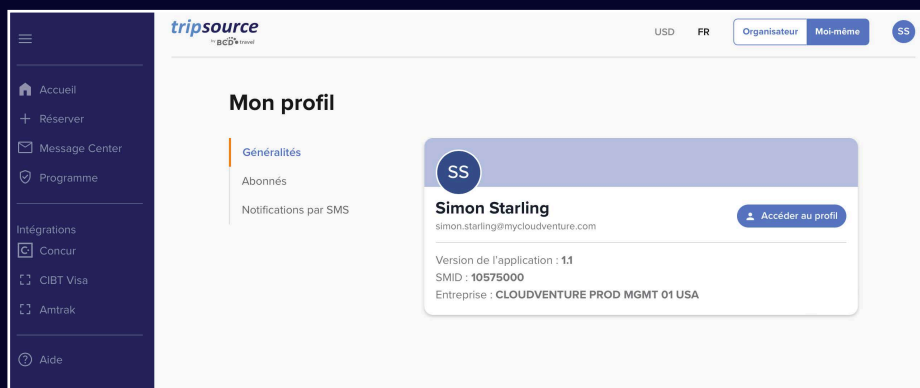 tripsource
by BCD travel
USD FR Organisateur Moi-même SS
Accueil
Réserver
Message Center
Programme
Intégrations
C. Concur
CIBT Visa
Amtrak
Aide
Mon profil
Généralités
Abonnés
Notifications par SMS
SS
Simon Starling
simon.starling@mycloudventure.com
Accéder au profil
Version de l'application : 1.1
SMID : 10575000
Entreprise : CLOUDVENTURE PROD MGMT 01 USA